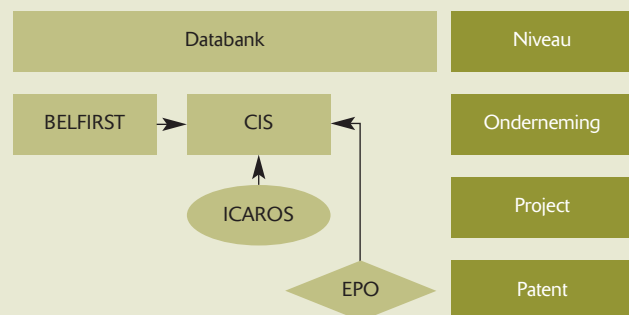 Databank
Niveau
BELFIRST
CIS
Onderneming
ICAROS
Project
EPO
Patent